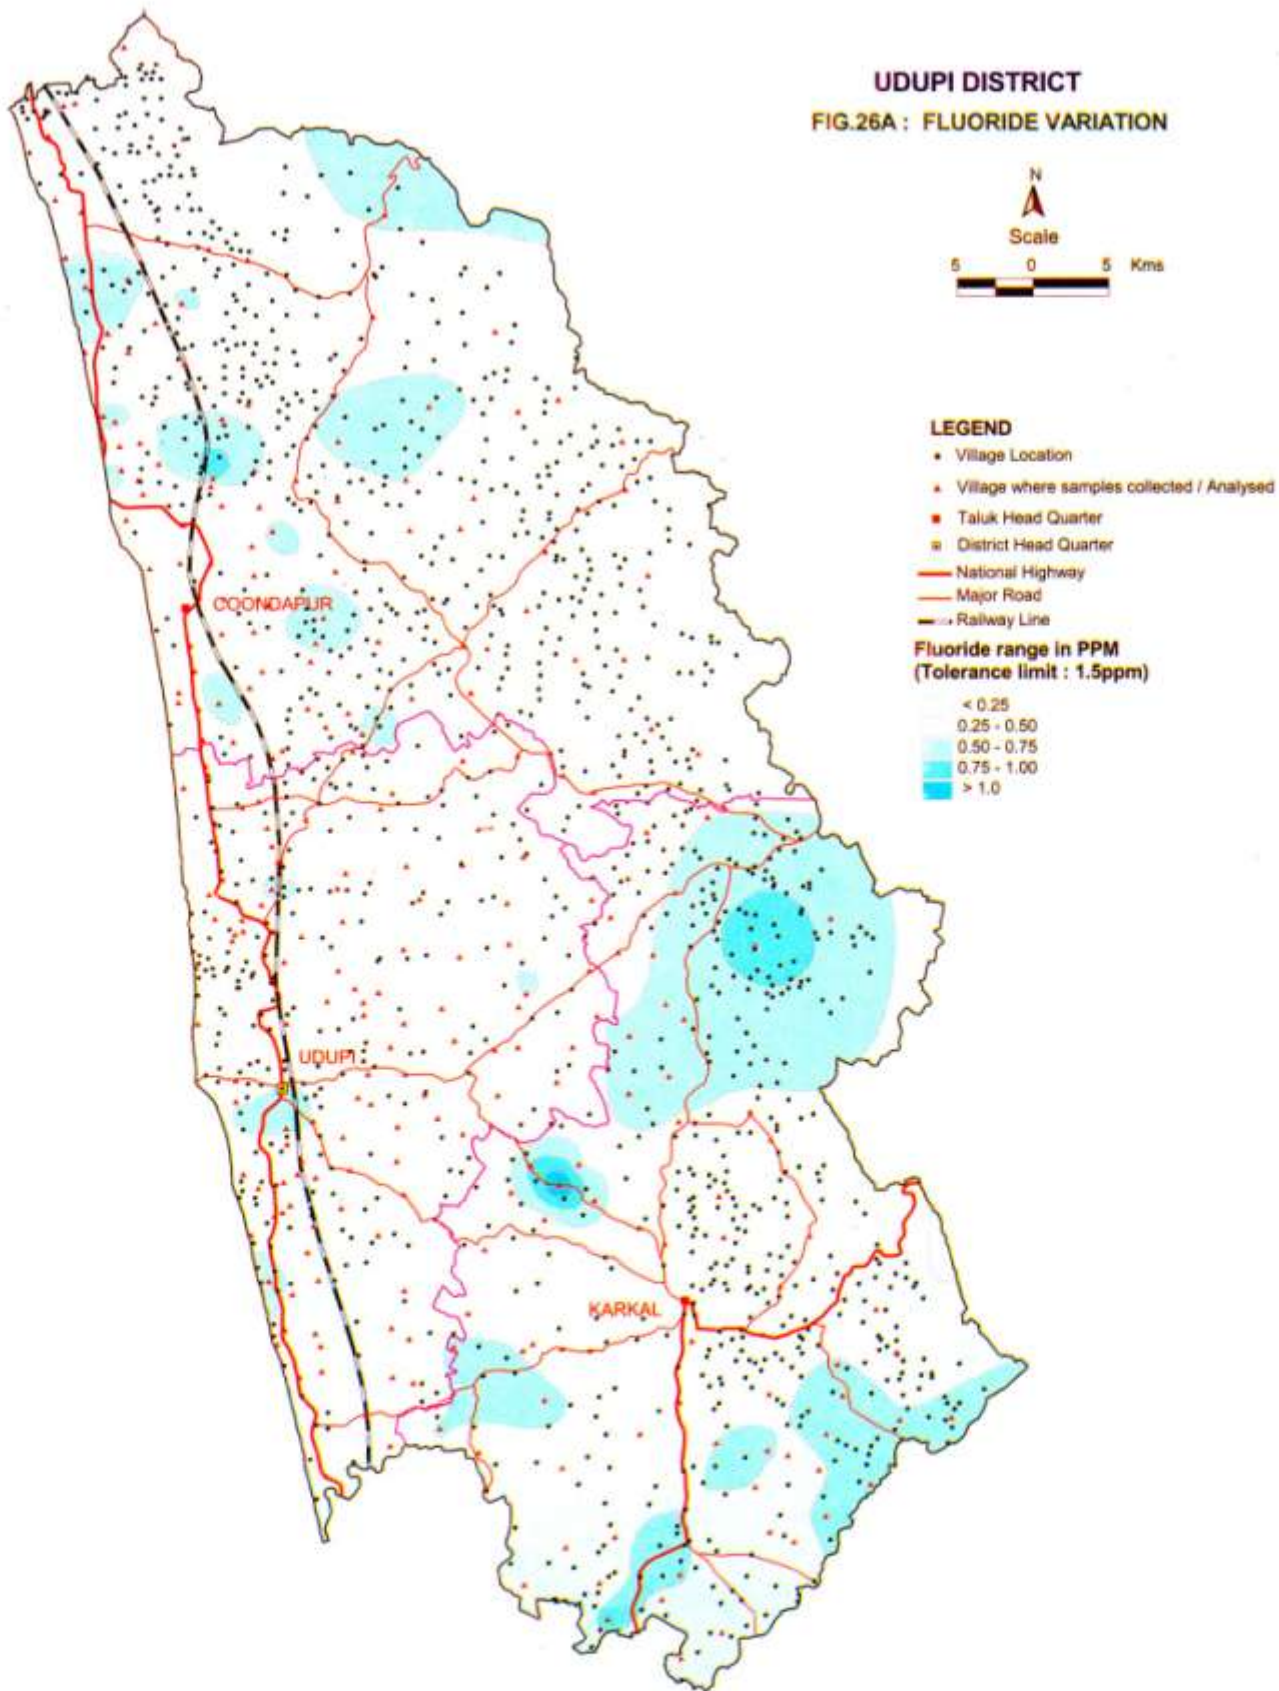 UDUPI DISTRICT
FIG.26A : FLUORIDE VARIATION
N
Scale
5 0 5 Kms
LEGEND
Village Location
Village where samples collected / Analysed
Taluk Head Quarter
District Head Quarter
National Highway
Major Road
Railway Line
Fluoride range in PPM
(Tolerance limit : 1.5ppm)
< 0.25
0.25 - 0.50
0.50 - 0.75
0.75 - 1.00
> 1.0
COONDAPUR
UDUPI
KARKAL